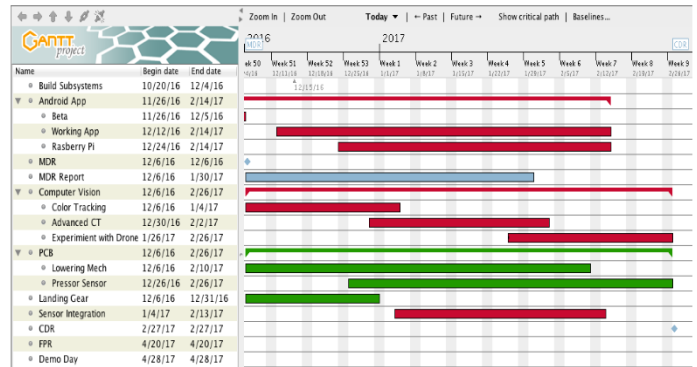 Zoom In | Zoom Out Today ▾ | ← Past | Future → Show critical path | Baselines...
GANTT project
2016 2017
MDR CDR
Name Begin date End date
ek 50 Week 51 Week 52 Week 53 Week 1 Week 2 Week 3 Week 4 Week 5 Week 6 Week 7 Week 8 Week 9
12/11/16 12/18/16 12/25/16 1/1/17 1/8/17 1/15/17 1/22/17 1/29/17 2/5/17 2/12/17 2/19/17 2/26/17
12/15/16
Build Subsystems 10/20/16 12/4/16
Android App 11/26/16 2/14/17
Beta 11/26/16 12/5/16
Working App 12/12/16 2/14/17
Rasberry Pi 12/24/16 2/14/17
MDR 12/6/16 12/6/16
MDR Report 12/6/16 1/30/17
Computer Vision 12/6/16 2/26/17
Color Tracking 12/6/16 1/4/17
Advanced CT 12/30/16 2/2/17
Experiment with Drone 1/26/17 2/26/17
PCB 12/6/16 2/26/17
Lowering Mech 12/6/16 2/10/17
Pressor Sensor 12/26/16 2/26/17
Landing Gear 12/6/16 12/31/16
Sensor Integration 1/4/17 2/13/17
CDR 2/27/17 2/27/17
FPR 4/20/17 4/20/17
Demo Day 4/28/17 4/28/17